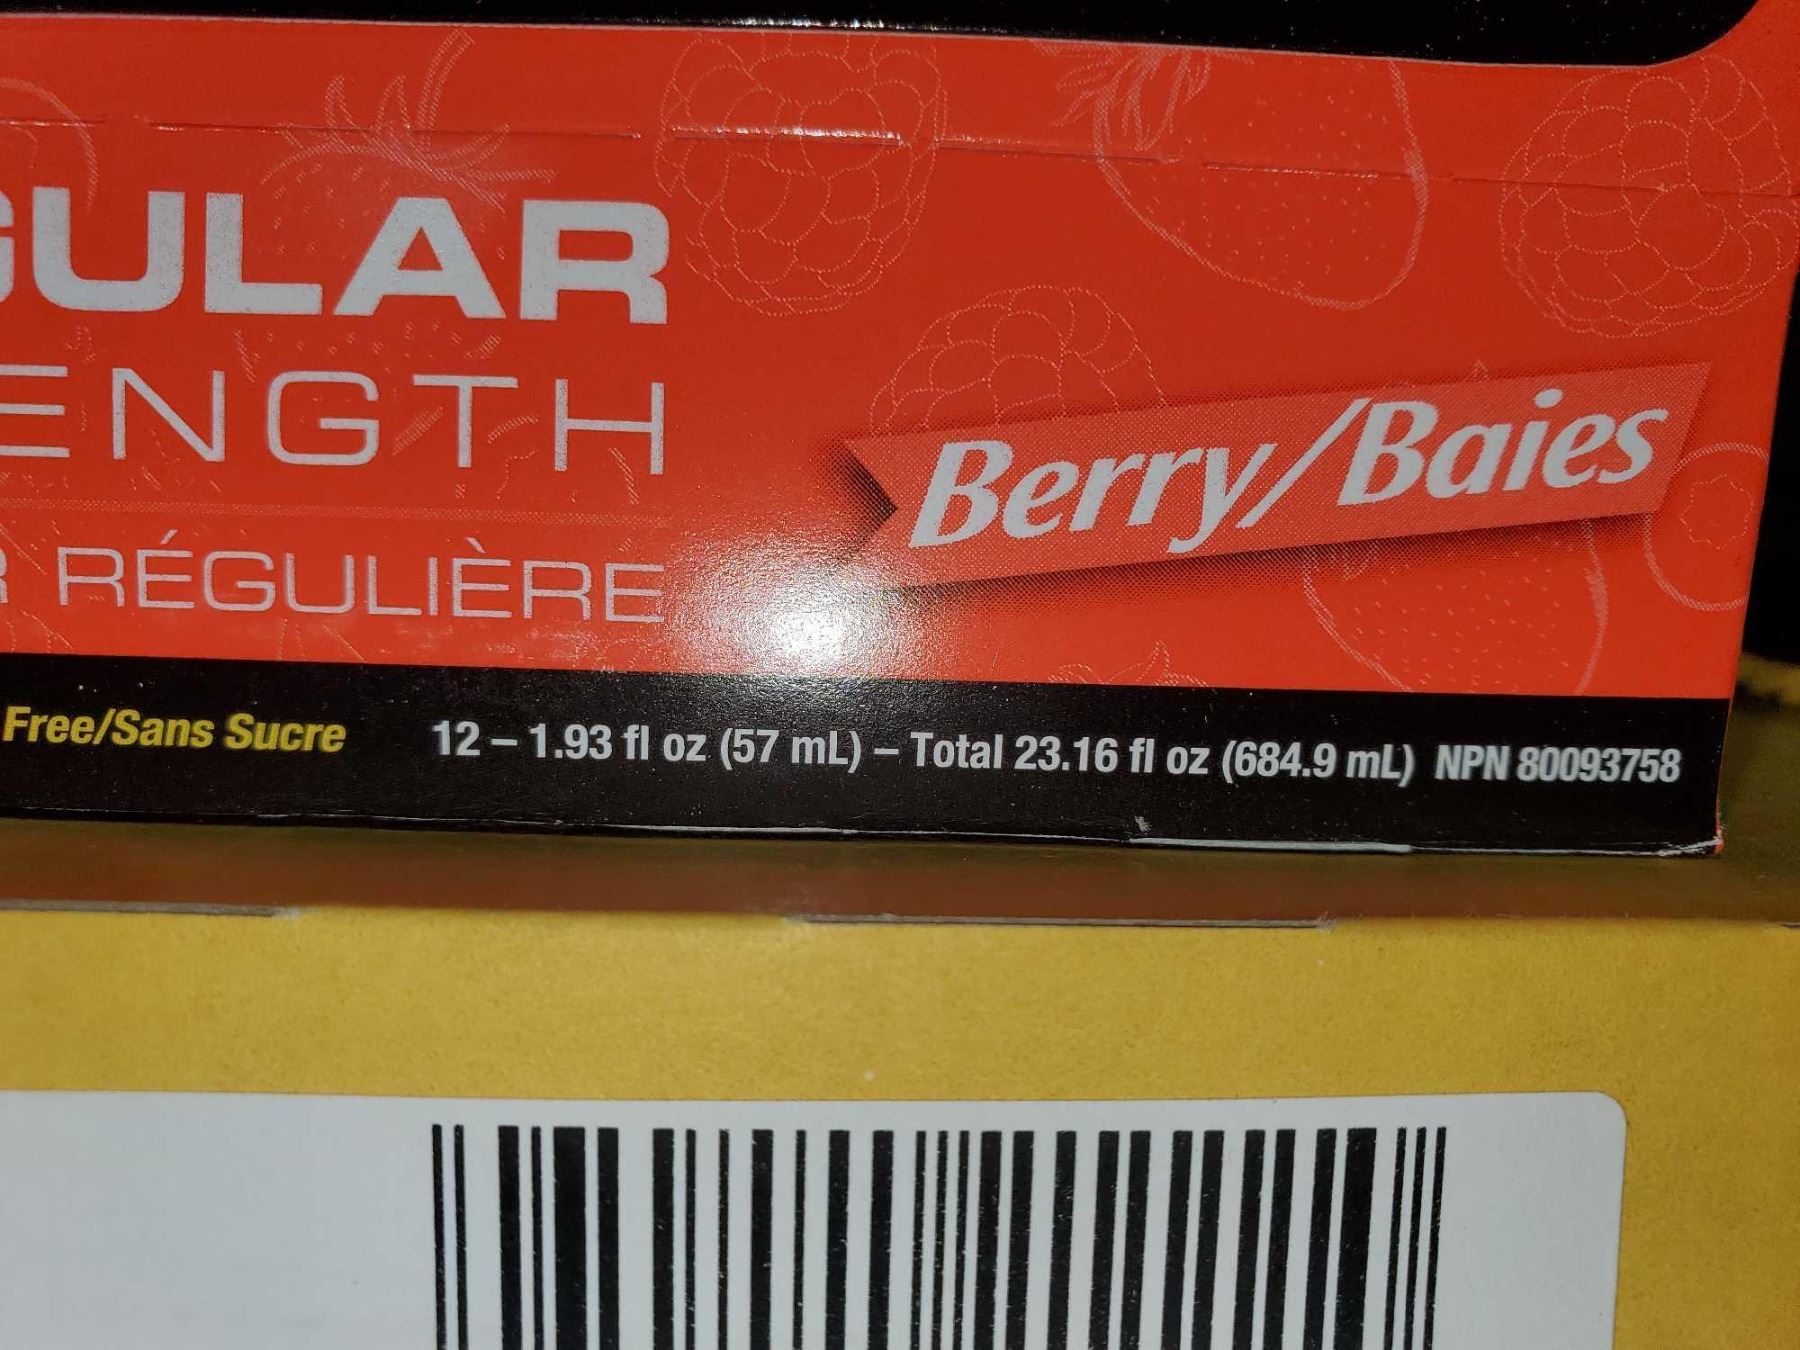 GULAR
ENGTH
R RÉGULIÈRE
Berry/Baies
Free/Sans Sucre 12 – 1.93 fl oz (57 mL) – Total 23.16 fl oz (684.9 mL) NPN 80093758